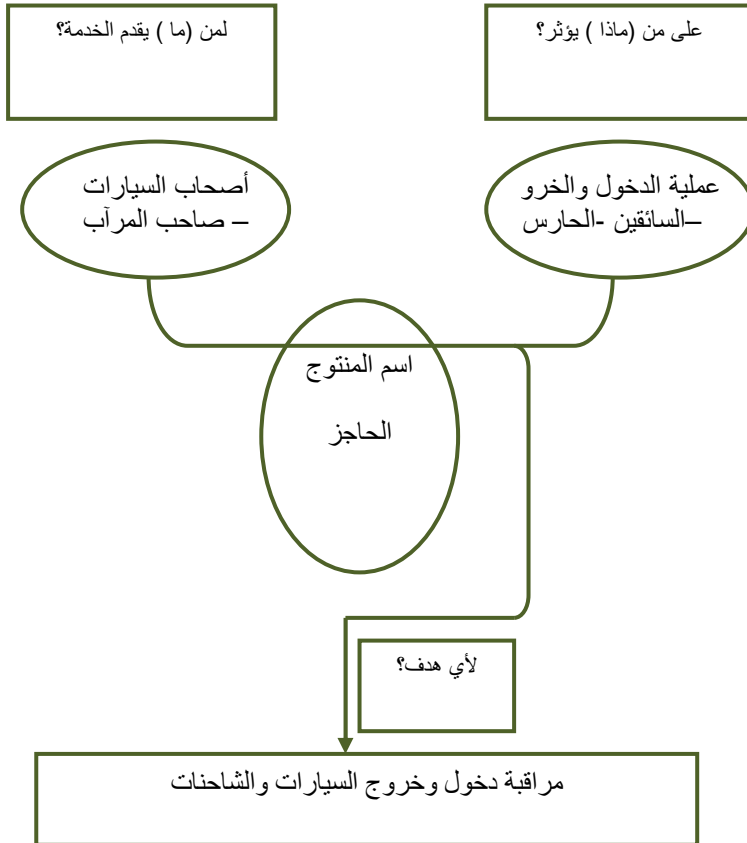 لمن (ما ) يقدم الخدمة؟
على من (ماذا ) يؤثر؟
أصحاب السيارات
– صاحب المرآب
عملية الدخول والخرو
–السائقين -الحارس
اسم المنتوج
الحاجز
لأي هدف؟
مراقبة دخول وخروج السيارات والشاحنات